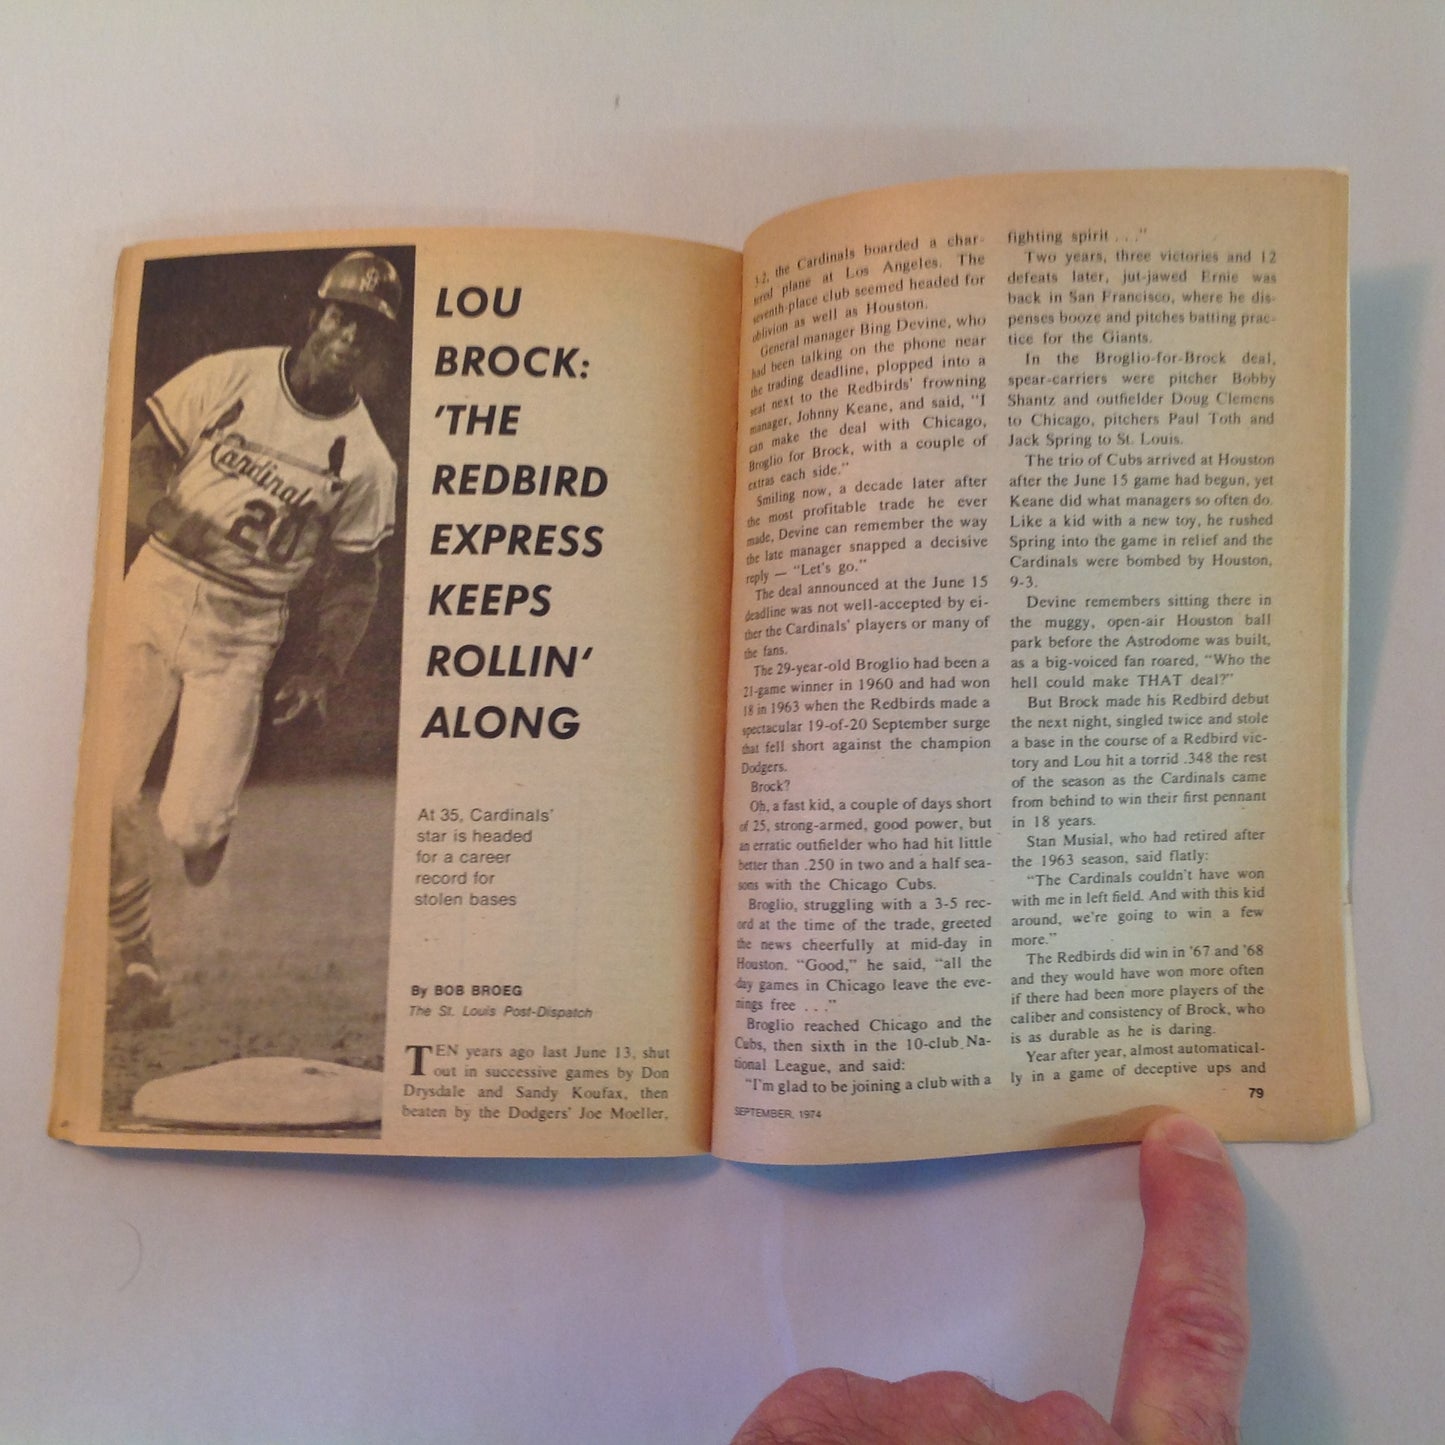 Cardinals
20
LOU
BROCK:
'THE
REDBIRD
EXPRESS
KEEPS
ROLLIN'
ALONG
At 35, Cardinals'
star is headed
for a career
record for
stolen bases
By BOB BROEG
The St. Louis Post-Dispatch
TEN years ago last June 13, shut
out in successive games by Don
Drysdale and Sandy Koufax, then
beaten by the Dodgers' Joe Moeller,
3-2, the Cardinals boarded a char-
tered plane at Los Angeles. The
seventh-place club seemed headed for
oblivion as well as Houston.
General manager Bing Devine, who
had been talking on the phone near
the trading deadline, plopped into a
seat next to the Redbirds' frowning
manager, Johnny Keane, and said, "I
can make the deal with Chicago,
Broglio for Brock, with a couple of
extras each side."
Smiling now, a decade later after
the most profitable trade he ever
made, Devine can remember the way
the late manager snapped a decisive
reply — "Let's go."
The deal announced at the June 15
deadline was not well-accepted by ei-
ther the Cardinals' players or many of
the fans.
The 29-year-old Broglio had been a
21-game winner in 1960 and had won
18 in 1963 when the Redbirds made a
spectacular 19-of-20 September surge
that fell short against the champion
Dodgers.
Brock?
Oh, a fast kid, a couple of days short
of 25, strong-armed, good power, but
an erratic outfielder who had hit little
better than .250 in two and a half sea-
sons with the Chicago Cubs.
Broglio, struggling with a 3-5 rec-
ord at the time of the trade, greeted
the news cheerfully at mid-day in
Houston. "Good," he said, "all the
day games in Chicago leave the eve-
nings free . . ."
Broglio reached Chicago and the
Cubs, then sixth in the 10-club Na-
tional League, and said:
"I'm glad to be joining a club with a
SEPTEMBER, 1974
fighting spirit . . ."
Two years, three victories and 12
defeats later, jut-jawed Ernie was
back in San Francisco, where he dis-
penses booze and pitches batting prac-
tice for the Giants.
In the Broglio-for-Brock deal,
spear-carriers were pitcher Bobby
Shantz and outfielder Doug Clemens
to Chicago, pitchers Paul Toth and
Jack Spring to St. Louis.
The trio of Cubs arrived at Houston
after the June 15 game had begun, yet
Keane did what managers so often do.
Like a kid with a new toy, he rushed
Spring into the game in relief and the
Cardinals were bombed by Houston,
9-3.
Devine remembers sitting there in
the muggy, open-air Houston ball
park before the Astrodome was built,
as a big-voiced fan roared, "Who the
hell could make THAT deal?"
But Brock made his Redbird debut
the next night, singled twice and stole
a base in the course of a Redbird vic-
tory and Lou hit a torrid .348 the rest
of the season as the Cardinals came
from behind to win their first pennant
in 18 years.
Stan Musial, who had retired after
the 1963 season, said flatly:
"The Cardinals couldn't have won
with me in left field. And with this kid
around, we're going to win a few
more."
The Redbirds did win in '67 and '68
and they would have won more often
if there had been more players of the
caliber and consistency of Brock, who
is as durable as he is daring.
Year after year, almost automatical-
ly in a game of deceptive ups and
79